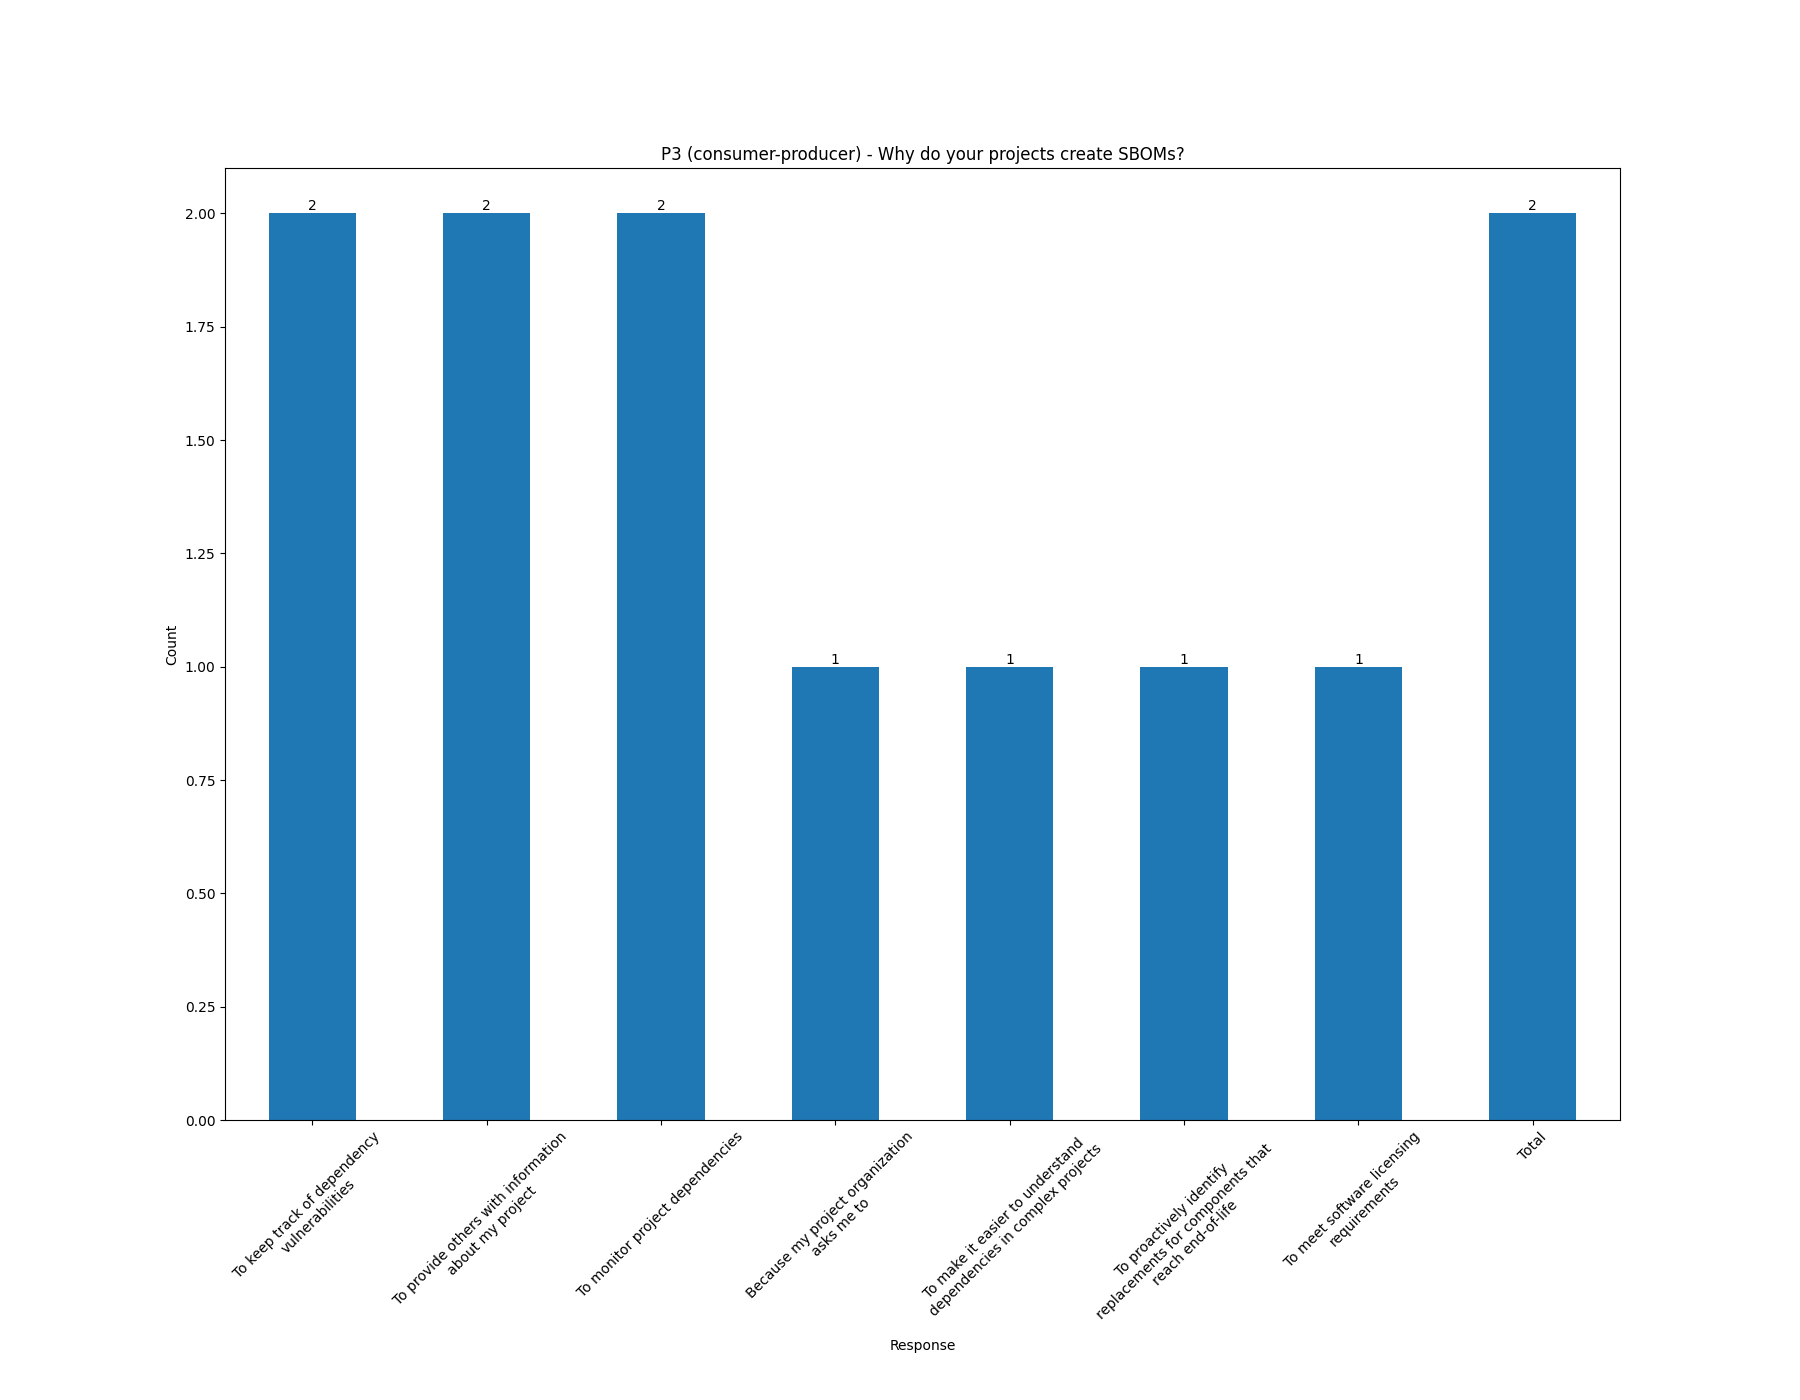 P3 (consumer-producer) - Why do your projects create SBOMs?
2
2
2
1
1
1
1
2
2.00
1.75
1.50
1.25
1.00
0.75
0.50
0.25
0.00
Count
To keep track of dependency
vulnerabilities
To provide others with information
about my project
To monitor project dependencies
Because my project organization
asks me to
To make it easier to understand
dependencies in complex projects
To proactively identify
replacements for components that
reach end-of-life
To meet software licensing
requirements
Total
Response